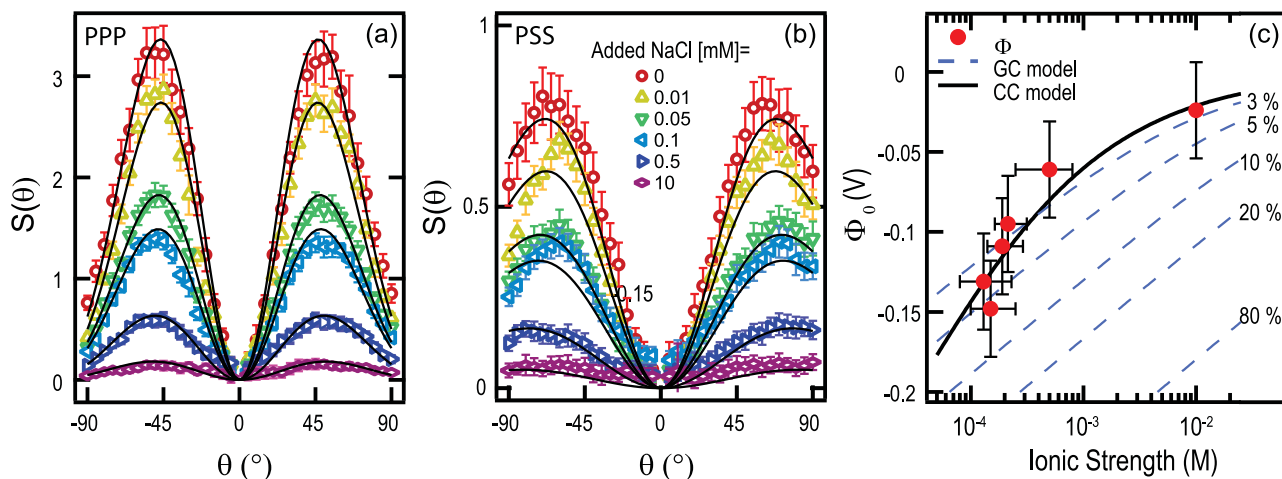 PPP
(a)
S(θ)
3
2
1
0
-90
-45
0
45
90
θ (°)
PSS
(b)
Added NaCl [mM]=
0
0.01
0.05
0.1
0.5
10
S(θ)
1
0.5
0
-0.15
-90
-45
0
45
90
θ (°)
(c)
Φ
GC model
CC model
Φ₀ (V)
0
-0.05
-0.1
-0.15
-0.2
3 %
5 %
10 %
20 %
80 %
10⁻⁴
10⁻³
10⁻²
Ionic Strength (M)